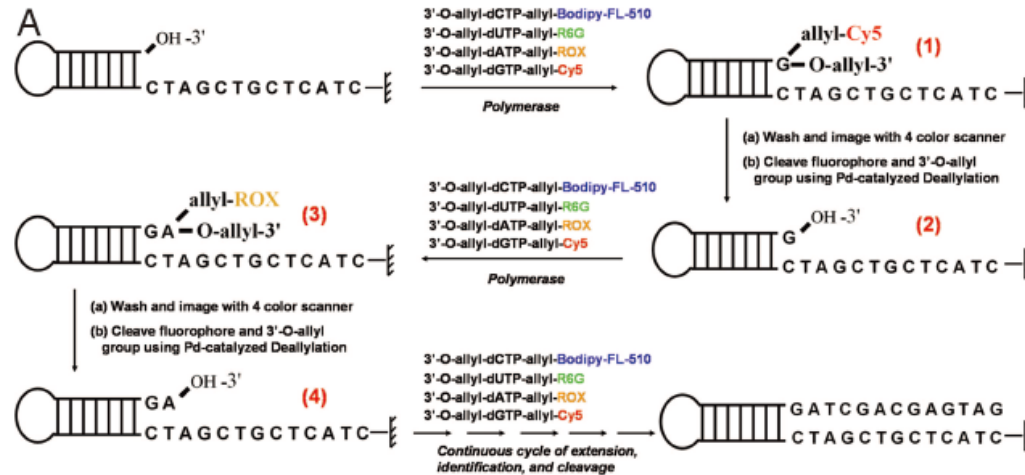 A
OH -3'
CTAGCTGCTCATC
3'-O-allyl-dCTP-allyl-Bodipy-FL-510
3'-O-allyl-dUTP-allyl-R6G
3'-O-allyl-dATP-allyl-ROX
3'-O-allyl-dGTP-allyl-Cy5
Polymerase
allyl-Cy5
(1)
G O-allyl-3'
CTAGCTGCTCATC
(a) Wash and image with 4 color scanner
(b) Cleave fluorophore and 3'-O-allyl
group using Pd-catalyzed Deallylation
OH -3'
(2)
G
CTAGCTGCTCATC
3'-O-allyl-dCTP-allyl-Bodipy-FL-510
3'-O-allyl-dUTP-allyl-R6G
3'-O-allyl-dATP-allyl-ROX
3'-O-allyl-dGTP-allyl-Cy5
Polymerase
allyl-ROX
(3)
GA O-allyl-3'
CTAGCTGCTCATC
(a) Wash and image with 4 color scanner
(b) Cleave fluorophore and 3'-O-allyl
group using Pd-catalyzed Deallylation
OH -3'
(4)
GA
CTAGCTGCTCATC
3'-O-allyl-dCTP-allyl-Bodipy-FL-510
3'-O-allyl-dUTP-allyl-R6G
3'-O-allyl-dATP-allyl-ROX
3'-O-allyl-dGTP-allyl-Cy5
Continuous cycle of extension,
identification, and cleavage
GATCGACGAGTAG
CTAGCTGCTCATC